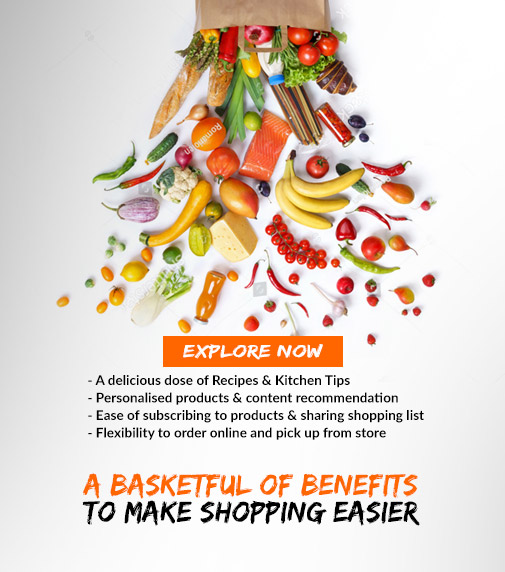 EXPLORE NOW
- A delicious dose of Recipes & Kitchen Tips
- Personalised products & content recommendation
- Ease of subscribing to products & sharing shopping list
- Flexibility to order online and pick up from store
A BASKETFUL OF BENEFITS
TO MAKE SHOPPING EASIER